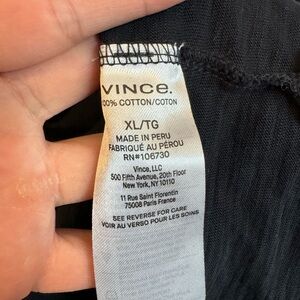 VINCE.
100% COTTON/COTON
XL/TG
MADE IN PERU
FABRIQUÉ AU PÉROU
RN#106730
Vince, LLC
500 Fifth Avenue, 20th Floor
New York, NY 10110
11 Rue Saint Florentin
75008 Paris France
SEE REVERSE FOR CARE
VOIR AU VERSO POUR LES SOINS